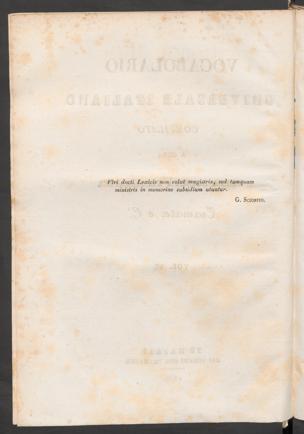 Viri docti Lexicis non velut magistris, sed tamquam
ministris in memoriae subsidium utuntur.
G. Scioppio.